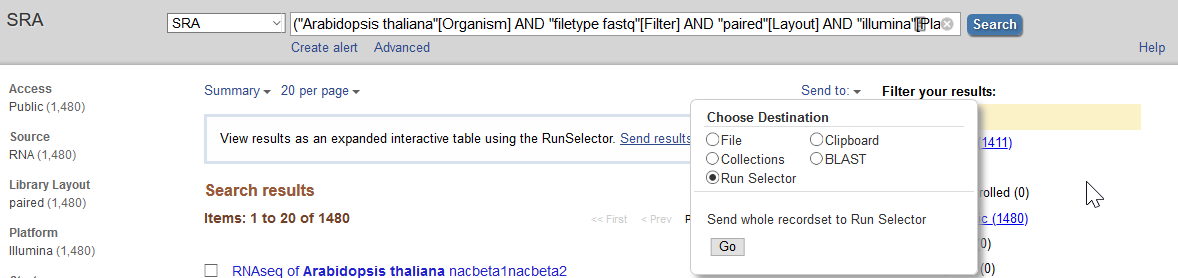 SRA
SRA
("Arabidopsis thaliana"[Organism] AND "filetype fastq"[Filter] AND "paired"[Layout] AND "illumina"[Pla
Search
Create alert Advanced
Help
Access
Public (1,480)
Source
RNA (1,480)
Library Layout
paired (1,480)
Platform
Illumina (1,480)
Summary 20 per page
Send to:
Filter your results:
View results as an expanded interactive table using the RunSelector. Send results
Search results
Items: 1 to 20 of 1480
<< First < Prev
RNAseq of Arabidopsis thaliana nacbeta1nacbeta2
Choose Destination
File Clipboard
Collections BLAST
Run Selector
Send whole recordset to Run Selector
Go
(1411)
rolled (0)
(1480)
(0)
(0)